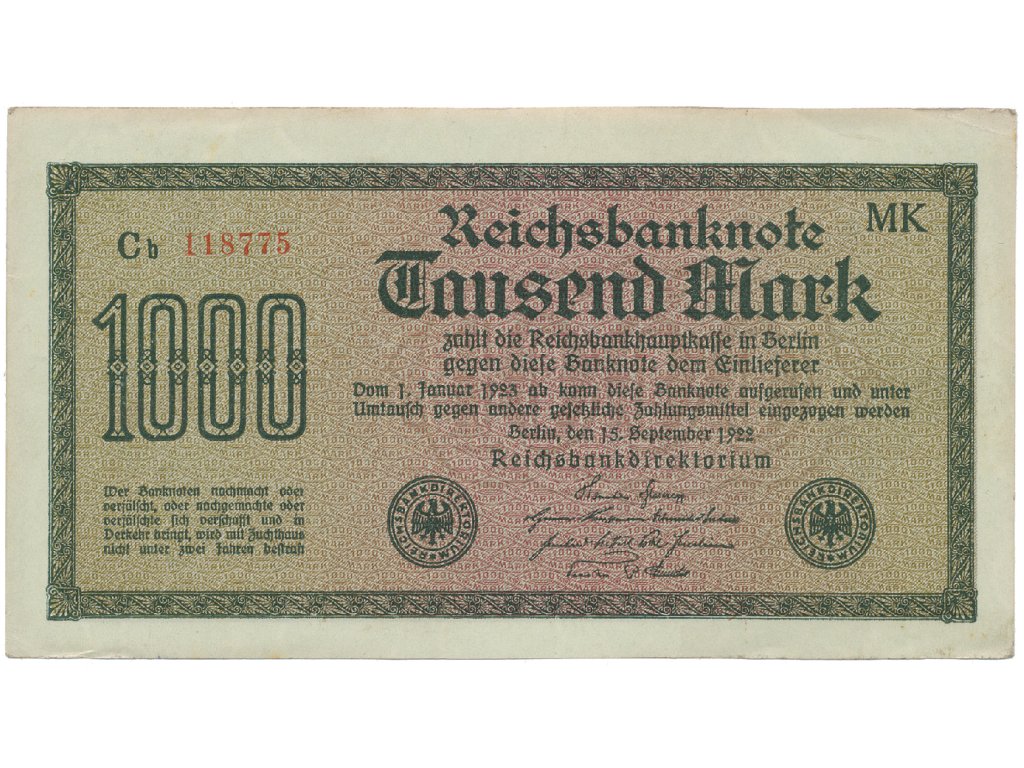 Cb 118775
MK
1000
Reichsbanknote
Tausend Mark
zahlt die Reichsbankhauptkasse in Berlin
gegen diese Banknote dem Einlieferer
Vom 1. Januar 1923 ab kann diese Banknote aufgerufen und unter
Umtausch gegen andere gesetzliche Zahlungsmittel eingezogen werden
Berlin, den 15. September 1922
Reichsbankdirektorium
Wer Banknoten nachmacht oder
verfälscht, oder nachgemachte oder
verfälschte sich verschafft und in
Verkehr bringt, wird mit Zuchthaus
nicht unter zwei Jahren bestraft
REICHSBANKDIREKTORIUM
REICHSBANKDIREKTORIUM